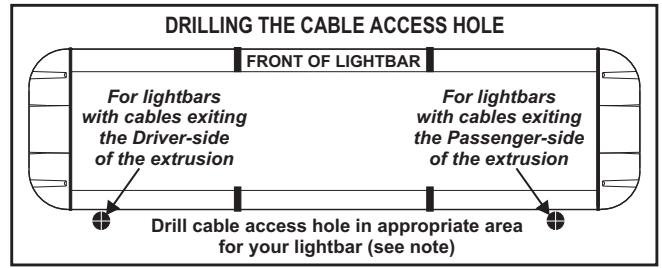 DRILLING THE CABLE ACCESS HOLE
FRONT OF LIGHTBAR
For lightbars
with cables exiting
the Driver-side
of the extrusion
For lightbars
with cables exiting
the Passenger-side
of the extrusion
Drill cable access hole in appropriate area
for your lightbar (see note)